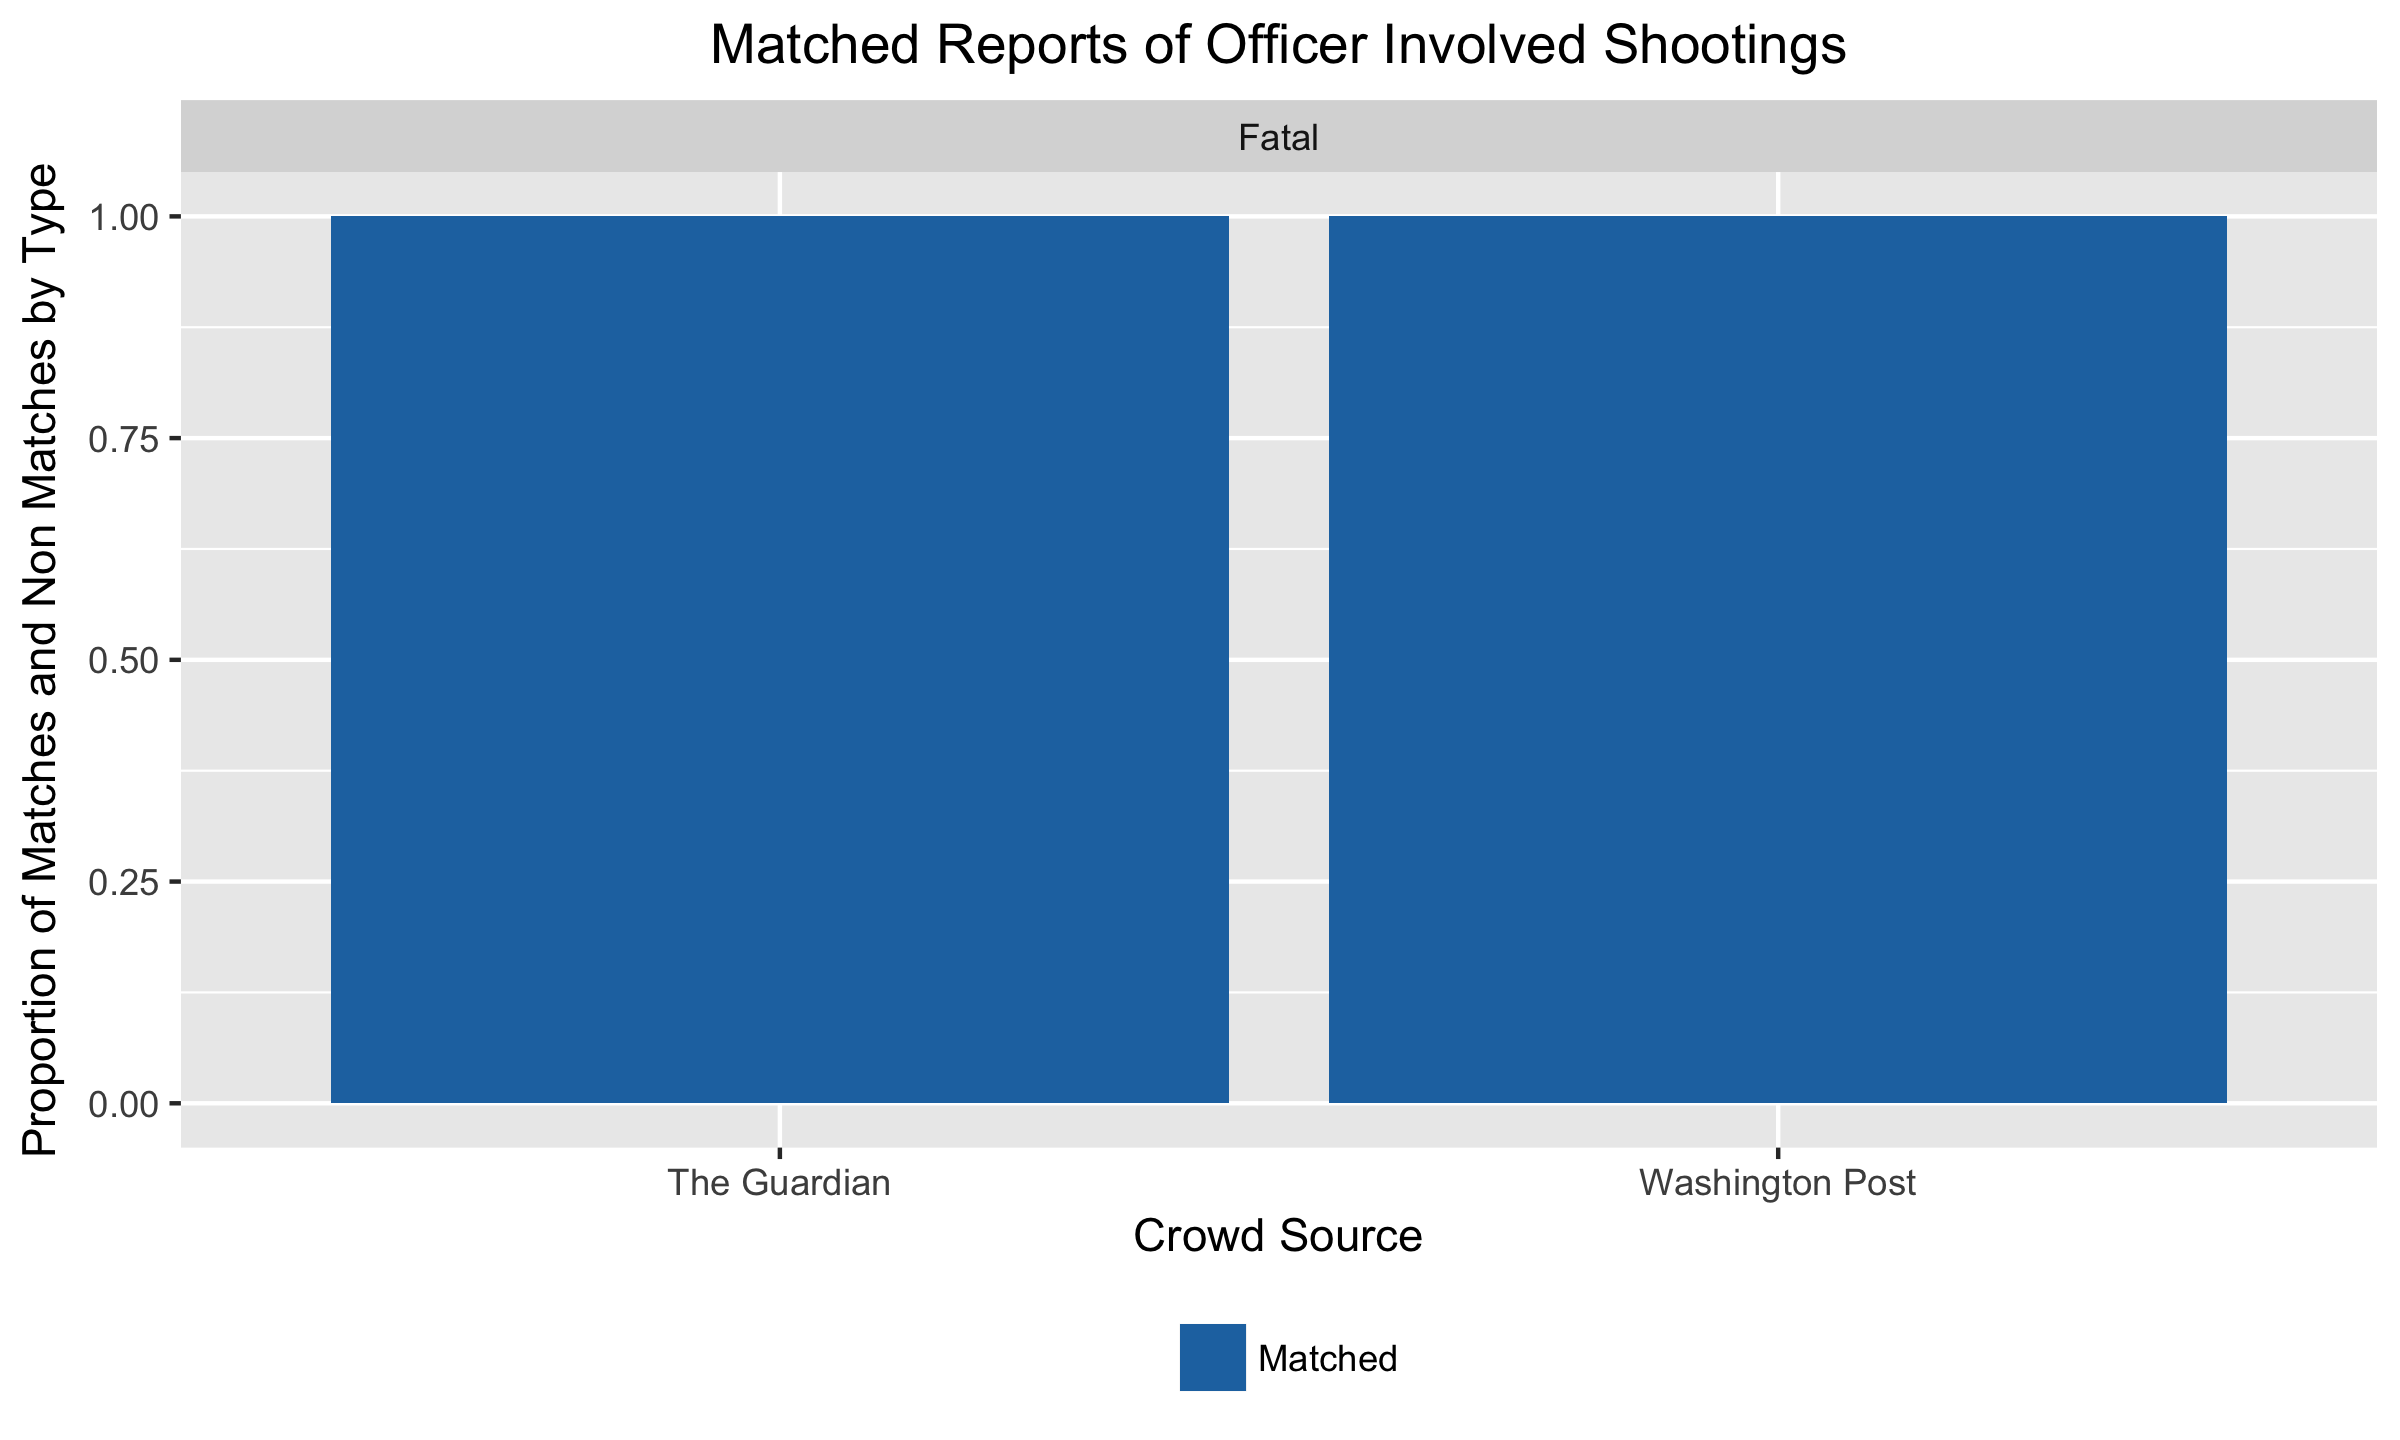 Matched Reports of Officer Involved Shootings
Fatal
Proportion of Matches and Non Matches by Type
1.00
0.75
0.50
0.25
0.00
The Guardian
Washington Post
Crowd Source
Matched